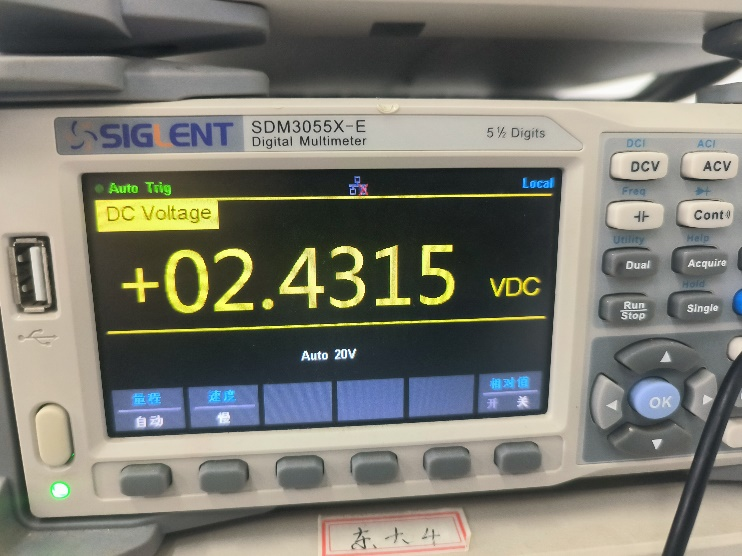 SIGLENT SDM3055X-E 5½ Digits
Digital Multimeter
Auto Trig Local
DC Voltage
+02.4315 VDC
Auto 20V
量程 速度 相对值
自动 慢 开 关
DCI ACI
DCV ACV
Freq
Cont
Utility Help
Dual Acquire
Hold
Run Single
Stop
OK
东大4